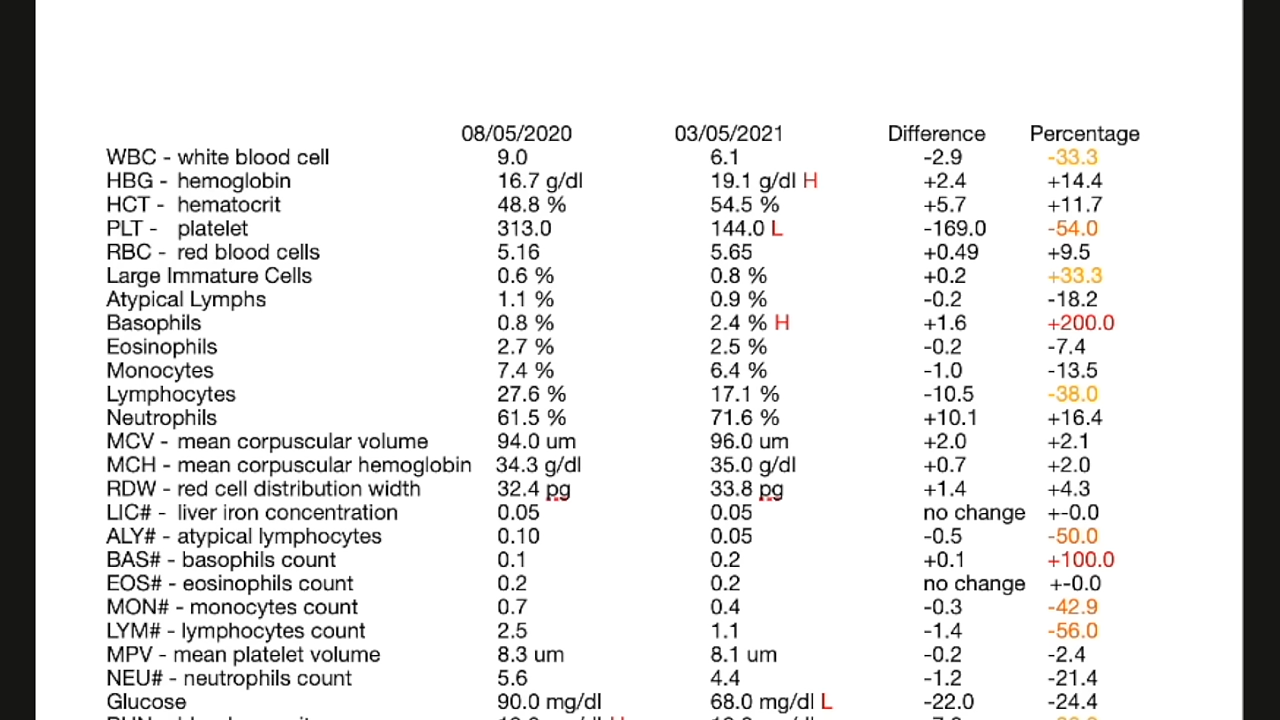 08/05/2020 03/05/2021 Difference Percentage
WBC - white blood cell 9.0 6.1 -2.9 -33.3
HBG - hemoglobin 16.7 g/dl 19.1 g/dl H +2.4 +14.4
HCT - hematocrit 48.8 % 54.5 % +5.7 +11.7
PLT - platelet 313.0 144.0 L -169.0 -54.0
RBC - red blood cells 5.16 5.65 +0.49 +9.5
Large Immature Cells 0.6 % 0.8 % +0.2 +33.3
Atypical Lymphs 1.1 % 0.9 % -0.2 -18.2
Basophils 0.8 % 2.4 % H +1.6 +200.0
Eosinophils 2.7 % 2.5 % -0.2 -7.4
Monocytes 7.4 % 6.4 % -1.0 -13.5
Lymphocytes 27.6 % 17.1 % -10.5 -38.0
Neutrophils 61.5 % 71.6 % +10.1 +16.4
MCV - mean corpuscular volume 94.0 um 96.0 um +2.0 +2.1
MCH - mean corpuscular hemoglobin 34.3 g/dl 35.0 g/dl +0.7 +2.0
RDW - red cell distribution width 32.4 pg 33.8 pg +1.4 +4.3
LIC# - liver iron concentration 0.05 0.05 no change +-0.0
ALY# - atypical lymphocytes 0.10 0.05 -0.5 -50.0
BAS# - basophils count 0.1 0.2 +0.1 +100.0
EOS# - eosinophils count 0.2 0.2 no change +-0.0
MON# - monocytes count 0.7 0.4 -0.3 -42.9
LYM# - lymphocytes count 2.5 1.1 -1.4 -56.0
MPV - mean platelet volume 8.3 um 8.1 um -0.2 -2.4
NEU# - neutrophils count 5.6 4.4 -1.2 -21.4
Glucose 90.0 mg/dl 68.0 mg/dl L -22.0 -24.4